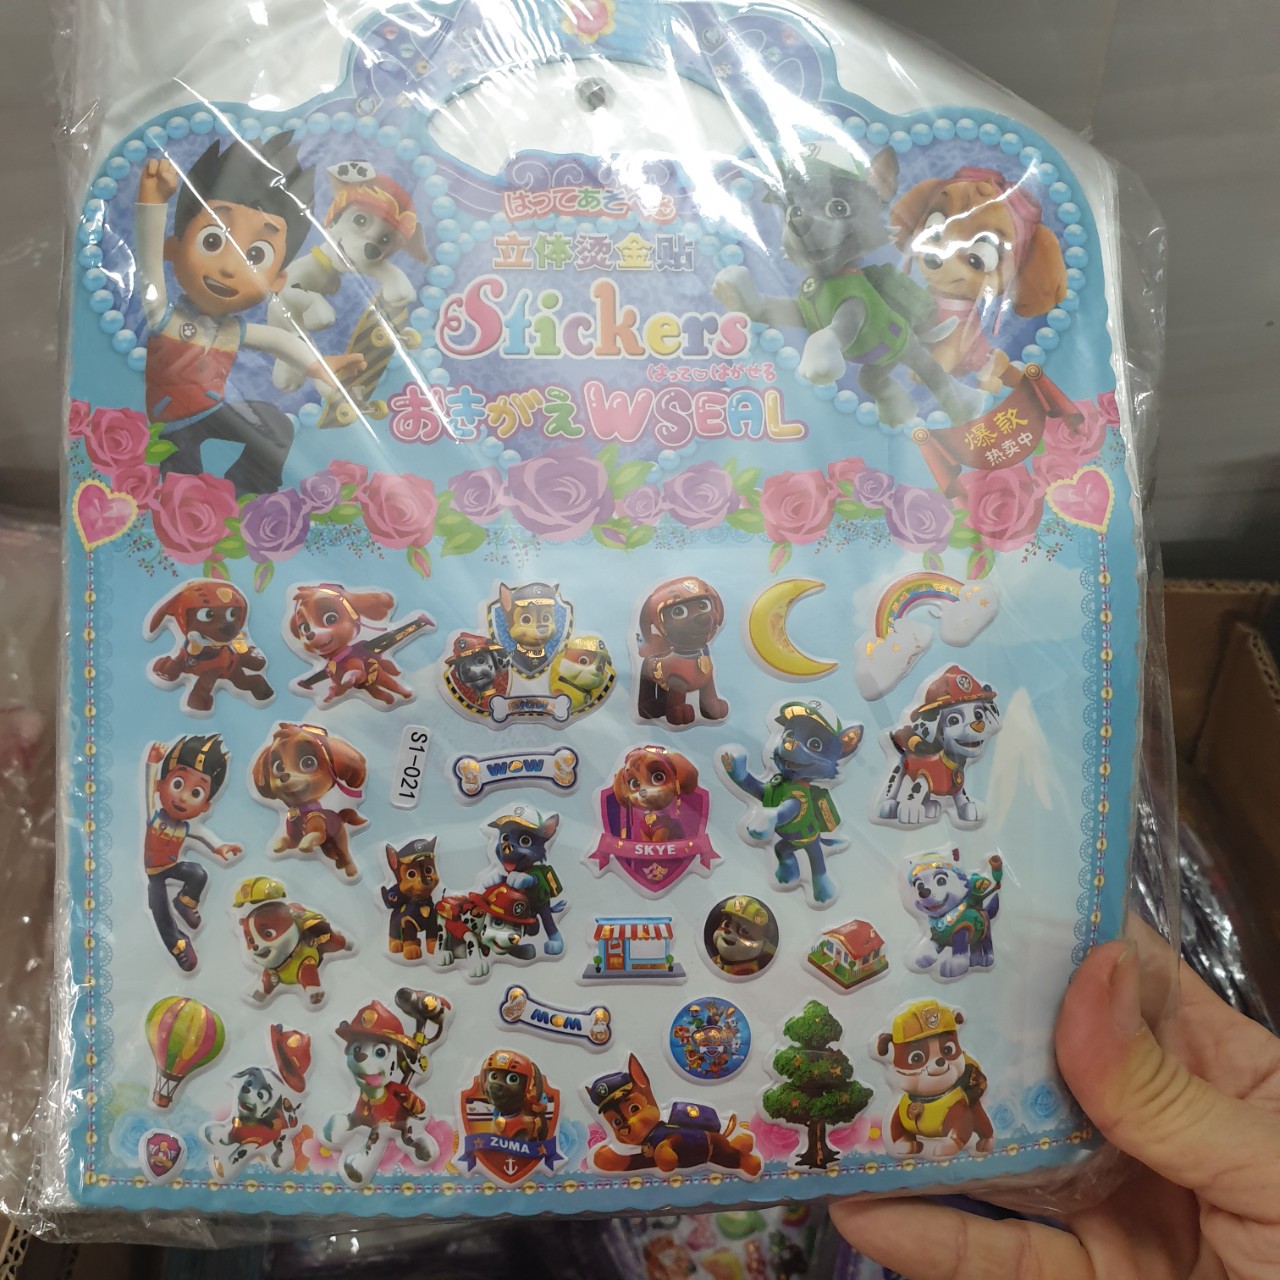 はってあそべる
立体烫金贴
Stickers
はって はがせる
おきがえWSEAL
爆款
热卖中
S1-021
WOW
SKYE
MOM
ZUMA